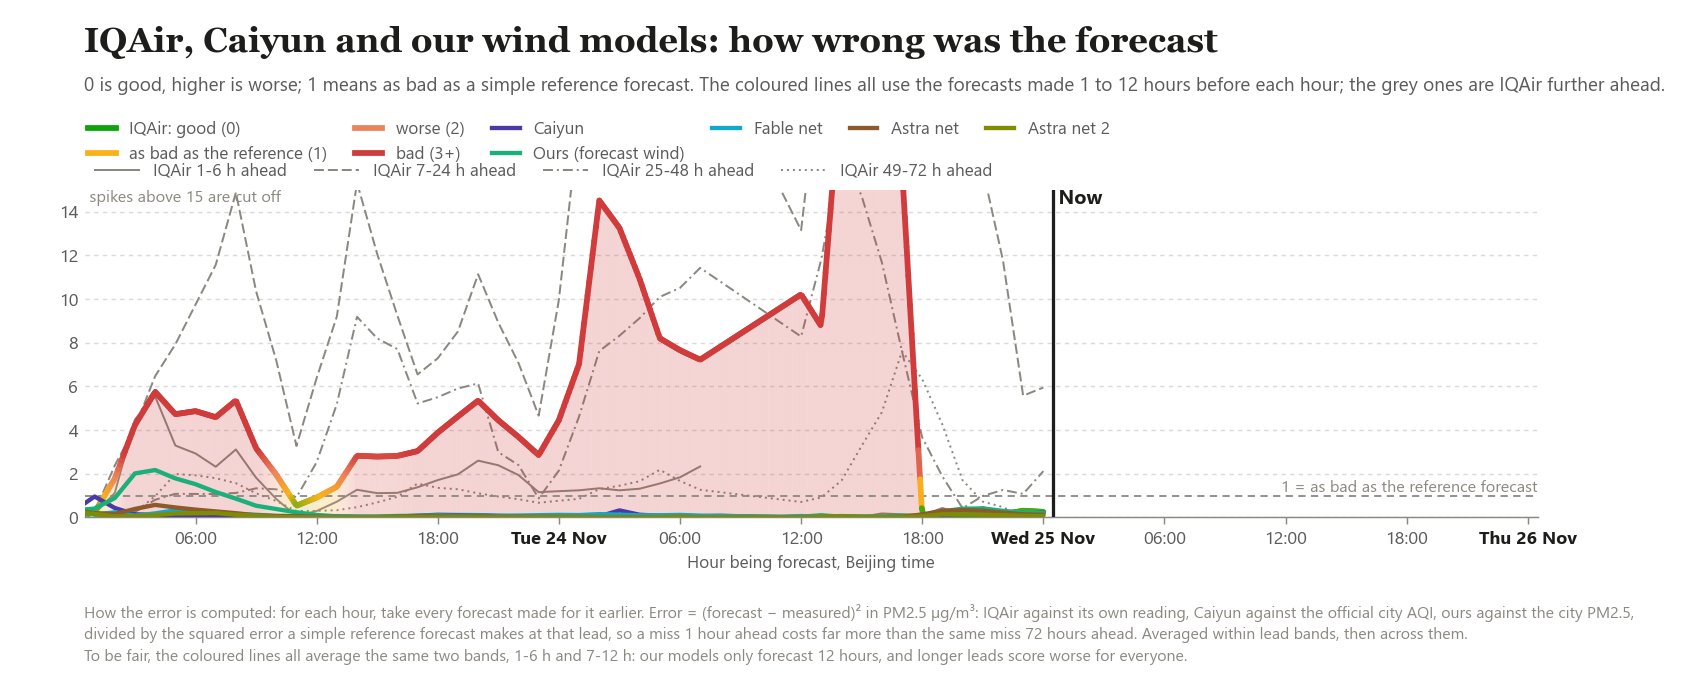 IQAir, Caiyun and our wind models: how wrong was the forecast
0 is good, higher is worse; 1 means as bad as a simple reference forecast. The coloured lines all use the forecasts made 1 to 12 hours before each hour; the grey ones are IQAir further ahead.
IQAir: good (0) worse (2) Caiyun Fable net Astra net Astra net 2
as bad as the reference (1) bad (3+) Ours (forecast wind)
IQAir 1-6 h ahead IQAir 7-24 h ahead IQAir 25-48 h ahead IQAir 49-72 h ahead
spikes above 15 are cut off
Now
14
12
10
8
6
4
2
1 = as bad as the reference forecast
0
06:00 12:00 18:00 Tue 24 Nov 06:00 12:00 18:00 Wed 25 Nov 06:00 12:00 18:00 Thu 26 Nov
Hour being forecast, Beijing time
How the error is computed: for each hour, take every forecast made for it earlier. Error = (forecast − measured)² in PM2.5 µg/m³: IQAir against its own reading, Caiyun against the official city AQI, ours against the city PM2.5,
divided by the squared error a simple reference forecast makes at that lead, so a miss 1 hour ahead costs far more than the same miss 72 hours ahead. Averaged within lead bands, then across them.
To be fair, the coloured lines all average the same two bands, 1-6 h and 7-12 h: our models only forecast 12 hours, and longer leads score worse for everyone.